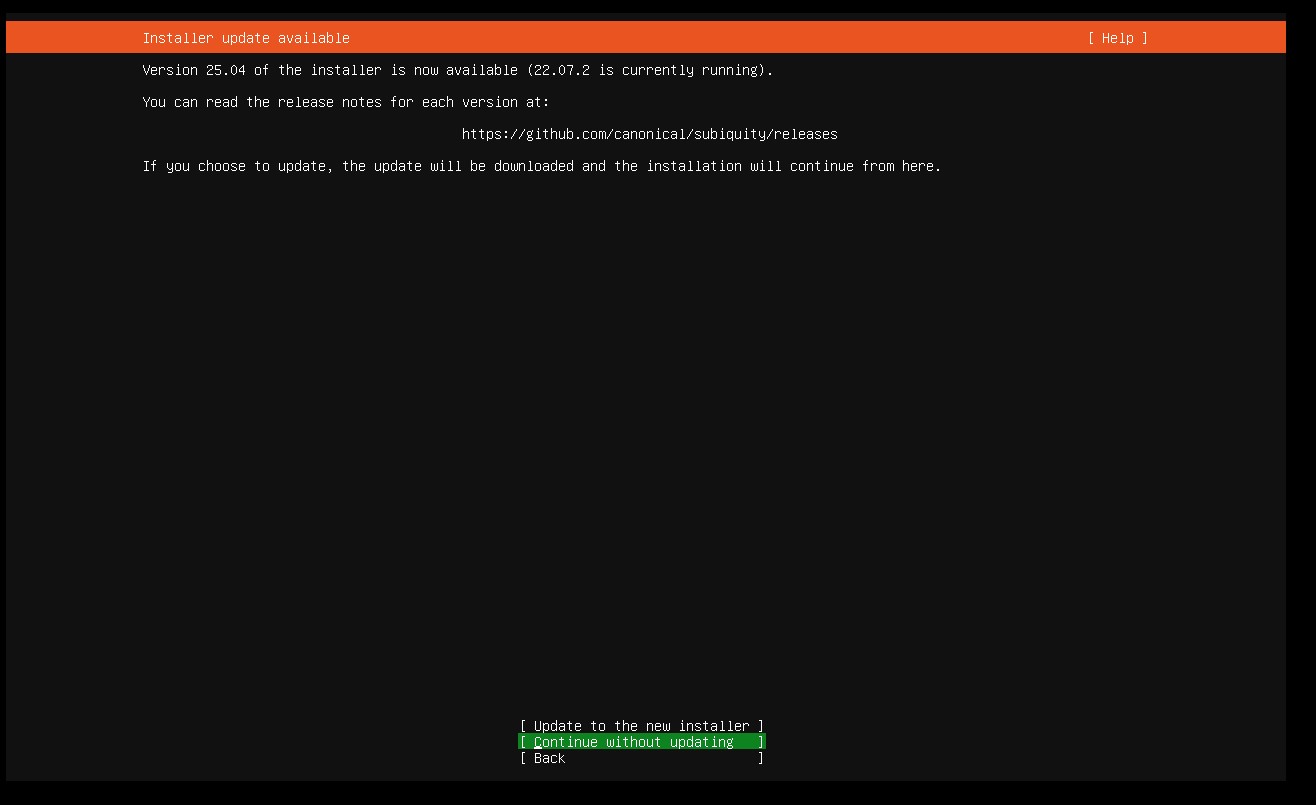 Installer update available [ Help ]
Version 25.04 of the installer is now available (22.07.2 is currently running).
You can read the release notes for each version at:
https://github.com/canonical/subiquity/releases
If you choose to update, the update will be downloaded and the installation will continue from here.
[ Update to the new installer ]
[ Continue without updating ]
[ Back ]